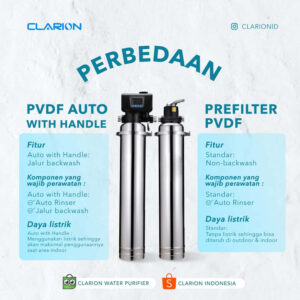 CLARION
CLARIONID
PERBEDAAN
PVDF AUTO
WITH HANDLE
Fitur
Auto with Handle:
Jalur backwash
Komponen yang
wajib perawatan :
Auto with Handle:
Auto Rinser
Jalur backwash
Daya listrik
Auto with Handle :
Menggunakan listrik sehingga
akan maksimal penggunaannya
saat area indoor
PREFILTER
PVDF
Fitur
Standar:
Non-backwash
Komponen yang
wajib perawatan :
Standar:
Auto Rinser
Daya listrik
Standar:
Tanpa listrik sehingga bisa
ditaruh di outdoor & indoor
CLARION WATER PURIFIER
CLARION INDONESIA